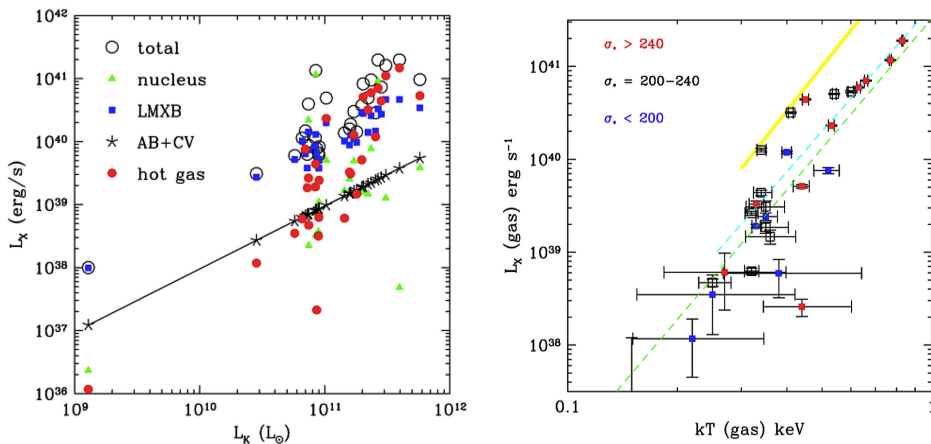 10^42
10^41
10^40
10^39
10^38
10^37
10^36
L_X (erg/s)
total
nucleus
LMXB
AB+CV
hot gas
10^9
10^10
10^11
10^12
L_K (L_⊙)
10^41
10^40
10^39
10^38
L_X (gas) erg s^-1
σ_* > 240
σ_* = 200-240
σ_* < 200
0.1
1
kT (gas) keV